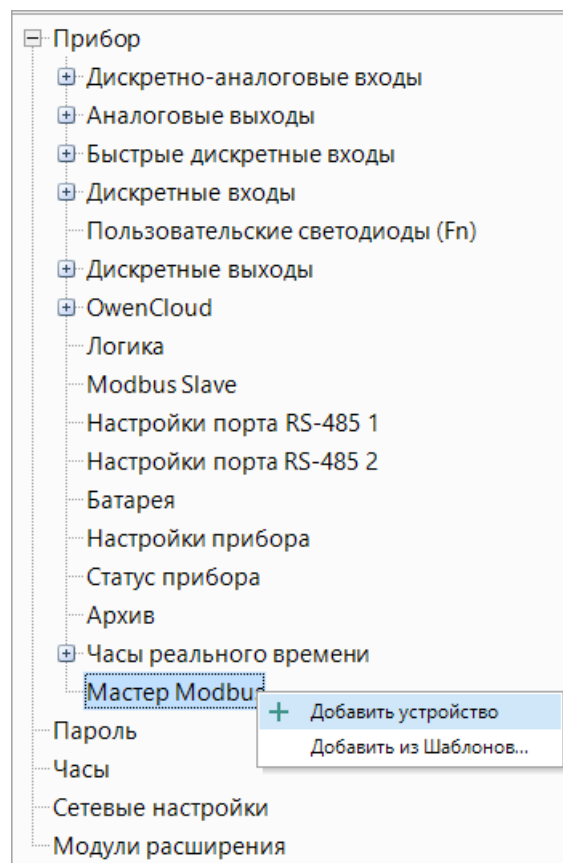 Прибор
Дискретно-аналоговые входы
Аналоговые выходы
Быстрые дискретные входы
Дискретные входы
Пользовательские светодиоды (Fn)
Дискретные выходы
OwenCloud
Логика
Modbus Slave
Настройки порта RS-485 1
Настройки порта RS-485 2
Батарея
Настройки прибора
Статус прибора
Архив
Часы реального времени
Мастер Modbus
Добавить устройство
Добавить из Шаблонов...
Пароль
Часы
Сетевые настройки
Модули расширения